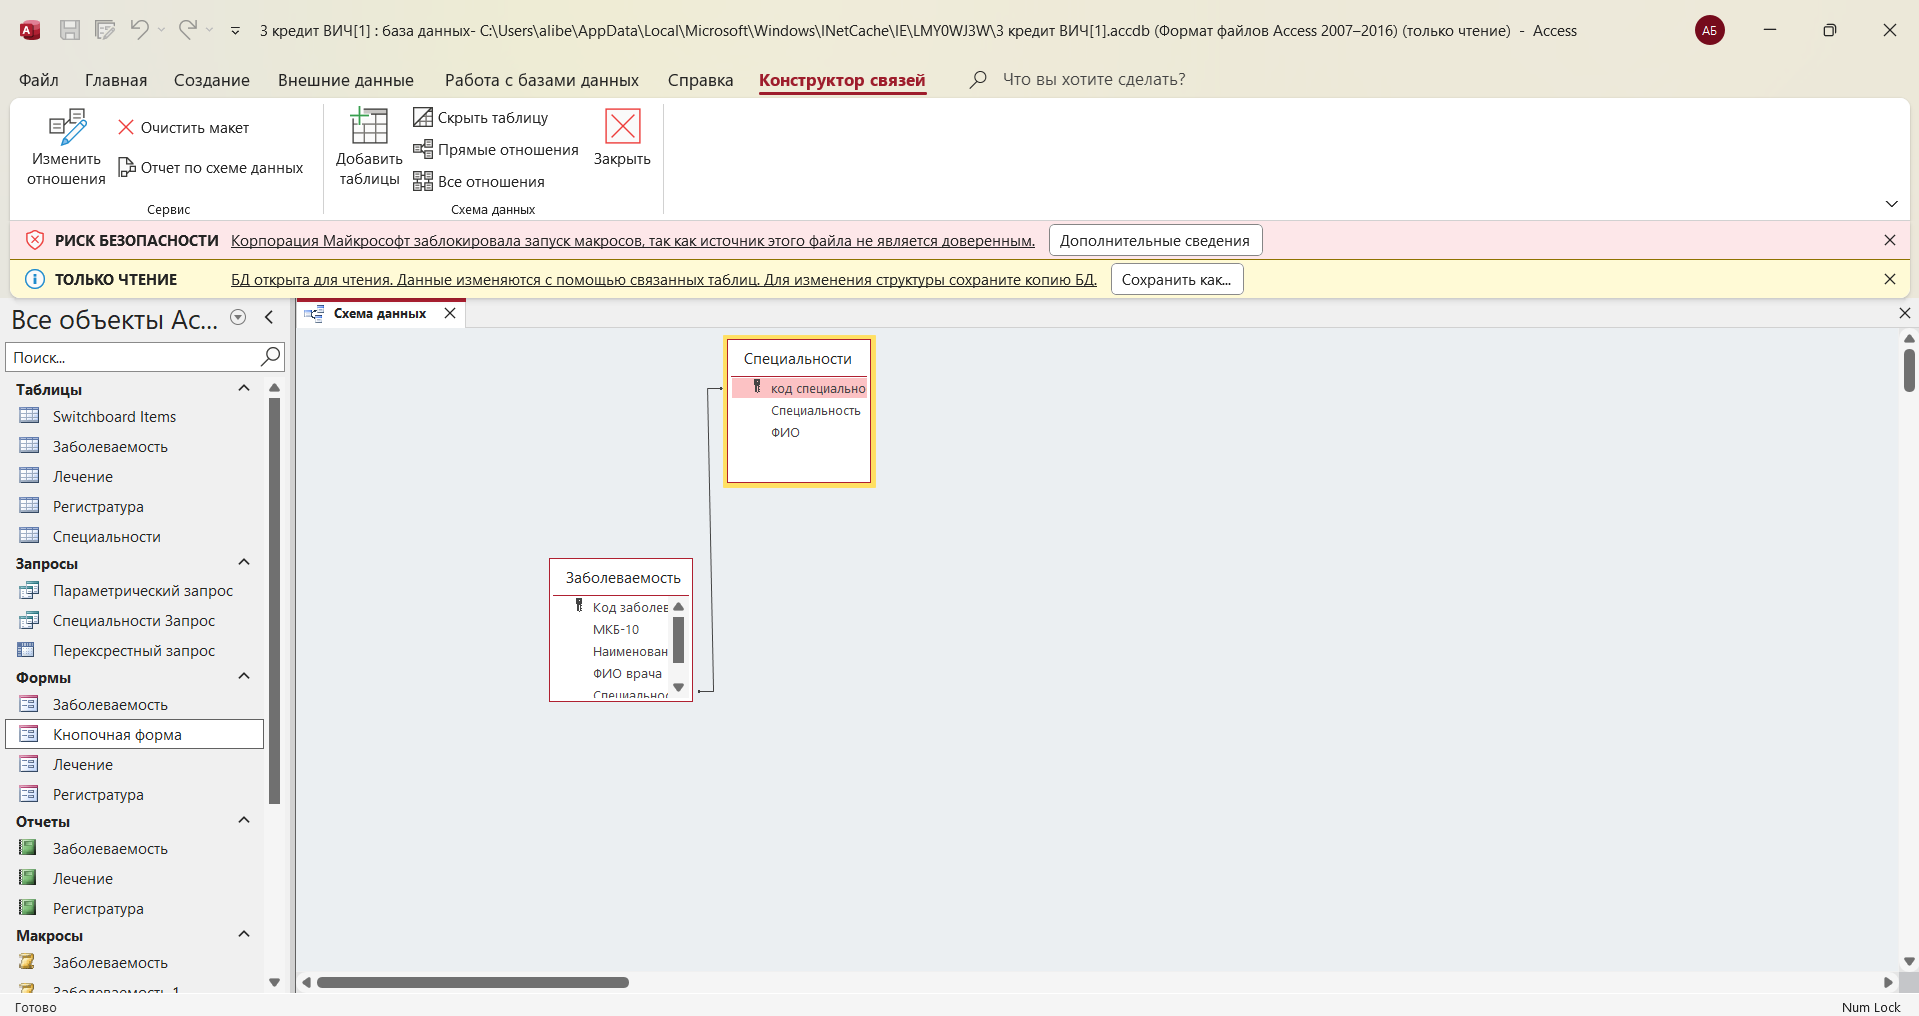 3 кредит ВИЧ[1] : база данных- C:\Users\alibe\AppData\Local\Microsoft\Windows\INetCache\IE\LMY0WJ3W\3 кредит ВИЧ[1].accdb (Формат файлов Access 2007–2016) (только чтение) - Access
АБ
Файл
Главная
Создание
Внешние данные
Работа с базами данных
Справка
Конструктор связей
Что вы хотите сделать?
Изменить отношения
Очистить макет
Отчет по схеме данных
Сервис
Добавить таблицы
Скрыть таблицу
Прямые отношения
Все отношения
Закрыть
Схема данных
РИСК БЕЗОПАСНОСТИ Корпорация Майкрософт заблокировала запуск макросов, так как источник этого файла не является доверенным. Дополнительные сведения
ТОЛЬКО ЧТЕНИЕ БД открыта для чтения. Данные изменяются с помощью связанных таблиц. Для изменения структуры сохраните копию БД. Сохранить как...
Все объекты Ac...
Поиск...
Таблицы
Switchboard Items
Заболеваемость
Лечение
Регистратура
Специальности
Запросы
Параметрический запрос
Специальности Запрос
Перексрестный запрос
Формы
Заболеваемость
Кнопочная форма
Лечение
Регистратура
Отчеты
Заболеваемость
Лечение
Регистратура
Макросы
Заболеваемость
Заболеваемость 1
Схема данных
Специальности
код специально
Специальность
ФИО
Заболеваемость
Код заболев
МКБ-10
Наименован
ФИО врача
Специальнос
Готово
Num Lock